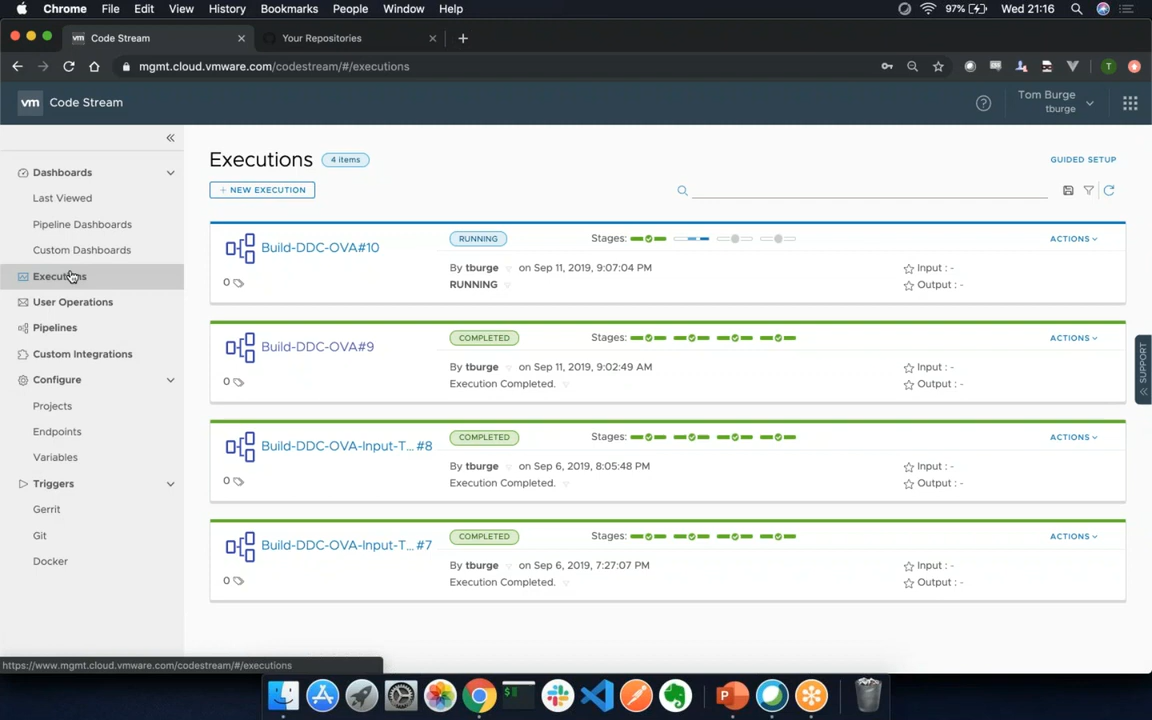 Chrome File Edit View History Bookmarks People Window Help 97% Wed 21:16
Code Stream Your Repositories
mgmt.cloud.vmware.com/codestream/#/executions T
vm Code Stream Tom Burge
tburge
Dashboards
Last Viewed
Pipeline Dashboards
Custom Dashboards
Executions
User Operations
Pipelines
Custom Integrations
Configure
Projects
Endpoints
Variables
Triggers
Gerrit
Git
Docker
Executions 4 items GUIDED SETUP
+ NEW EXECUTION
Build-DDC-OVA#10 RUNNING Stages: ACTIONS
By tburge on Sep 11, 2019, 9:07:04 PM Input : -
0 RUNNING Output : -
Build-DDC-OVA#9 COMPLETED Stages: ACTIONS
By tburge on Sep 11, 2019, 9:02:49 AM Input : -
0 Execution Completed. Output : -
Build-DDC-OVA-Input-T... #8 COMPLETED Stages: ACTIONS
By tburge on Sep 6, 2019, 8:05:48 PM Input : -
0 Execution Completed. Output : -
Build-DDC-OVA-Input-T... #7 COMPLETED Stages: ACTIONS
By tburge on Sep 6, 2019, 7:27:07 PM Input : -
0 Execution Completed. Output : -
SUPPORT
https://www.mgmt.cloud.vmware.com/codestream/#/executions